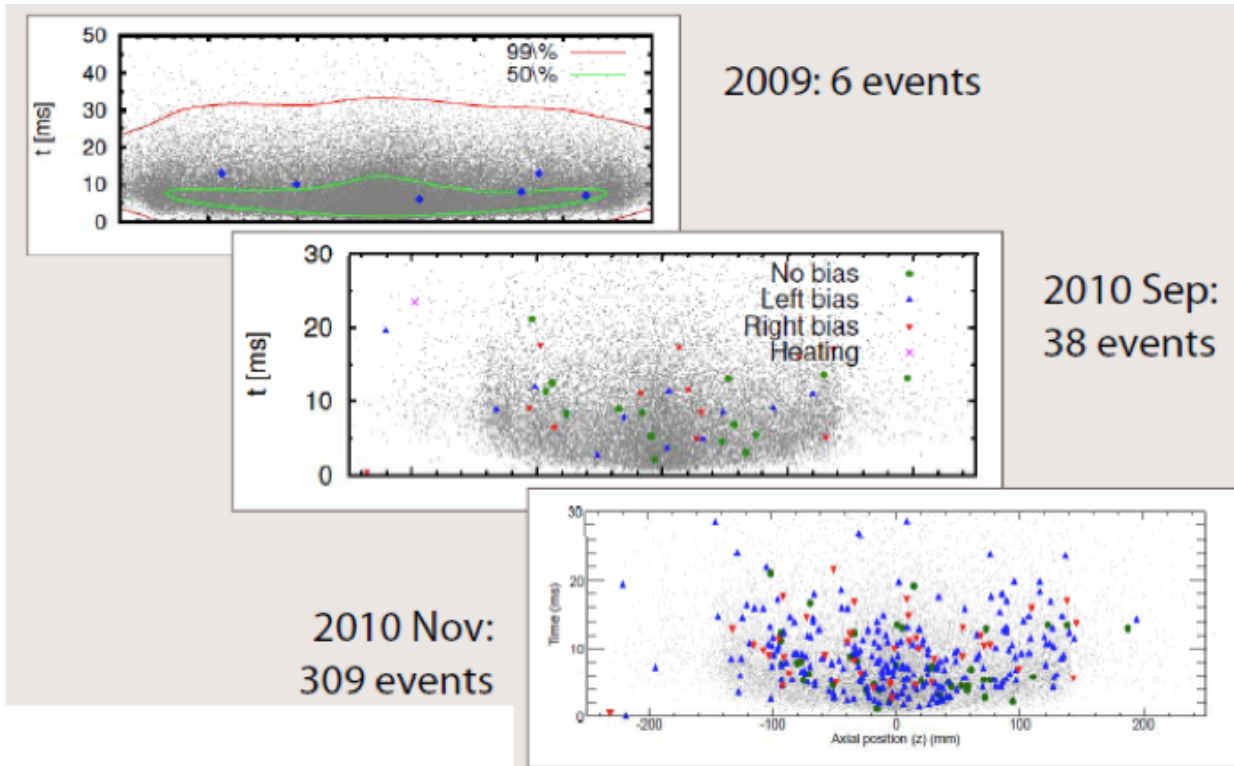 50
40
30
20
10
0
t [ms]
99\%
50\%
2009: 6 events
30
20
10
0
t [ms]
No bias
Left bias
Right bias
Heating
2010 Sep:
38 events
30
20
10
0
Time (ms)
-200 -100 0 100 200
Axial position (z) (mm)
2010 Nov:
309 events